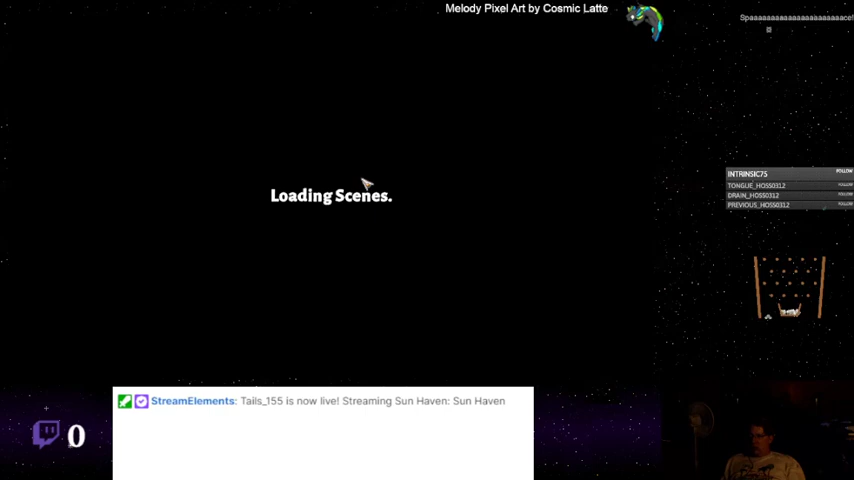 Melody Pixel Art by Cosmic Latte
Spaaaaaaaaaaaaaaaaaaaaace!
Loading Scenes.
INTRINSIC75 FOLLOW
TONGUE_HOSS0312 FOLLOW
DRAIN_HOSS0312 FOLLOW
PREVIOUS_HOSS0312 FOLLOW
StreamElements: Tails_155 is now live! Streaming Sun Haven: Sun Haven
0